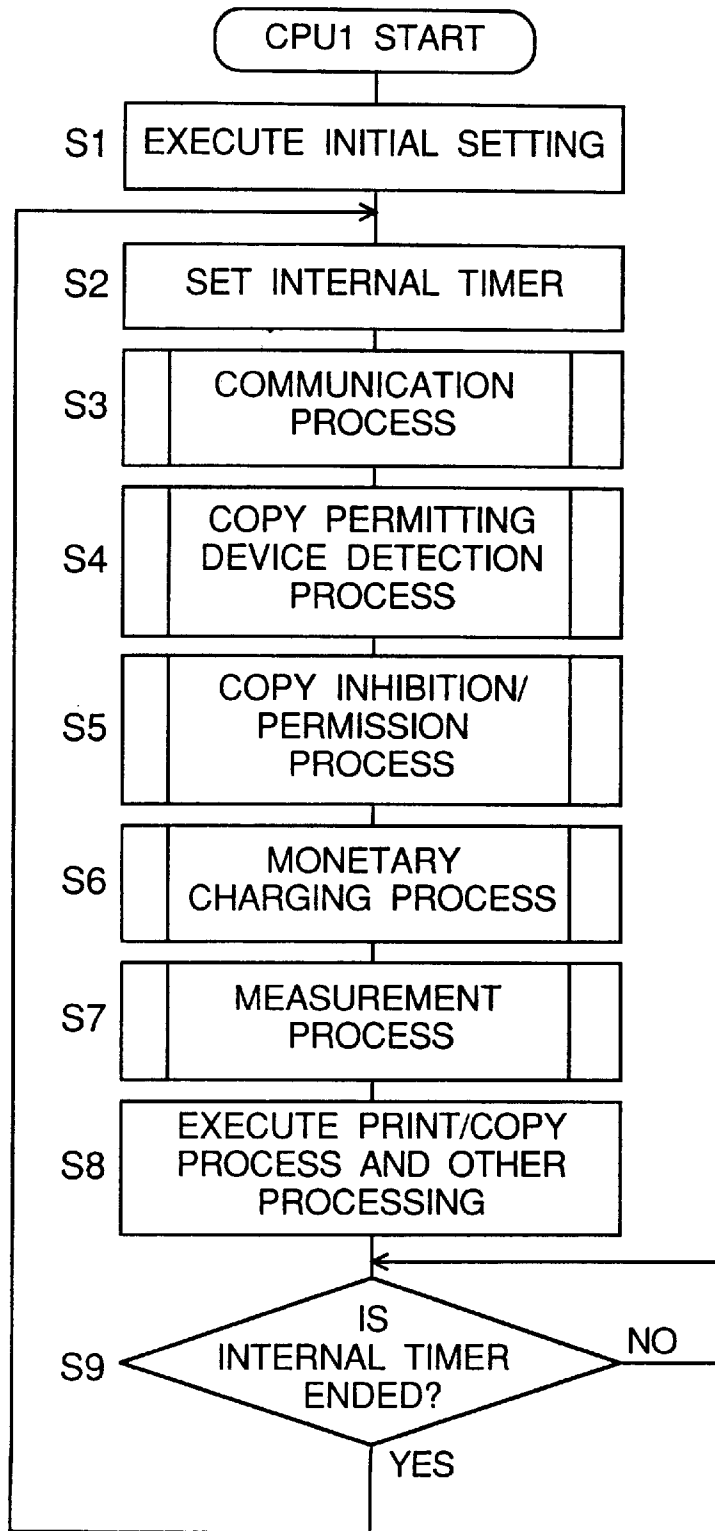 CPU1 START
S1 EXECUTE INITIAL SETTING
S2 SET INTERNAL TIMER
S3
COMMUNICATION
PROCESS
S4
COPY PERMITTING
DEVICE DETECTION
PROCESS
S5
COPY INHIBITION/
PERMISSION
PROCESS
S6
MONETARY
CHARGING PROCESS
S7
MEASUREMENT
PROCESS
S8
EXECUTE PRINT/COPY
PROCESS AND OTHER
PROCESSING
S9
IS
INTERNAL TIMER
ENDED?
NO
YES